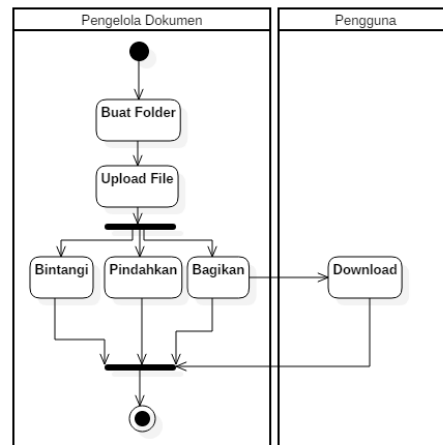 Pengelola Dokumen
Pengguna
Buat Folder
Upload File
Bintangi
Pindahkan
Bagikan
Download